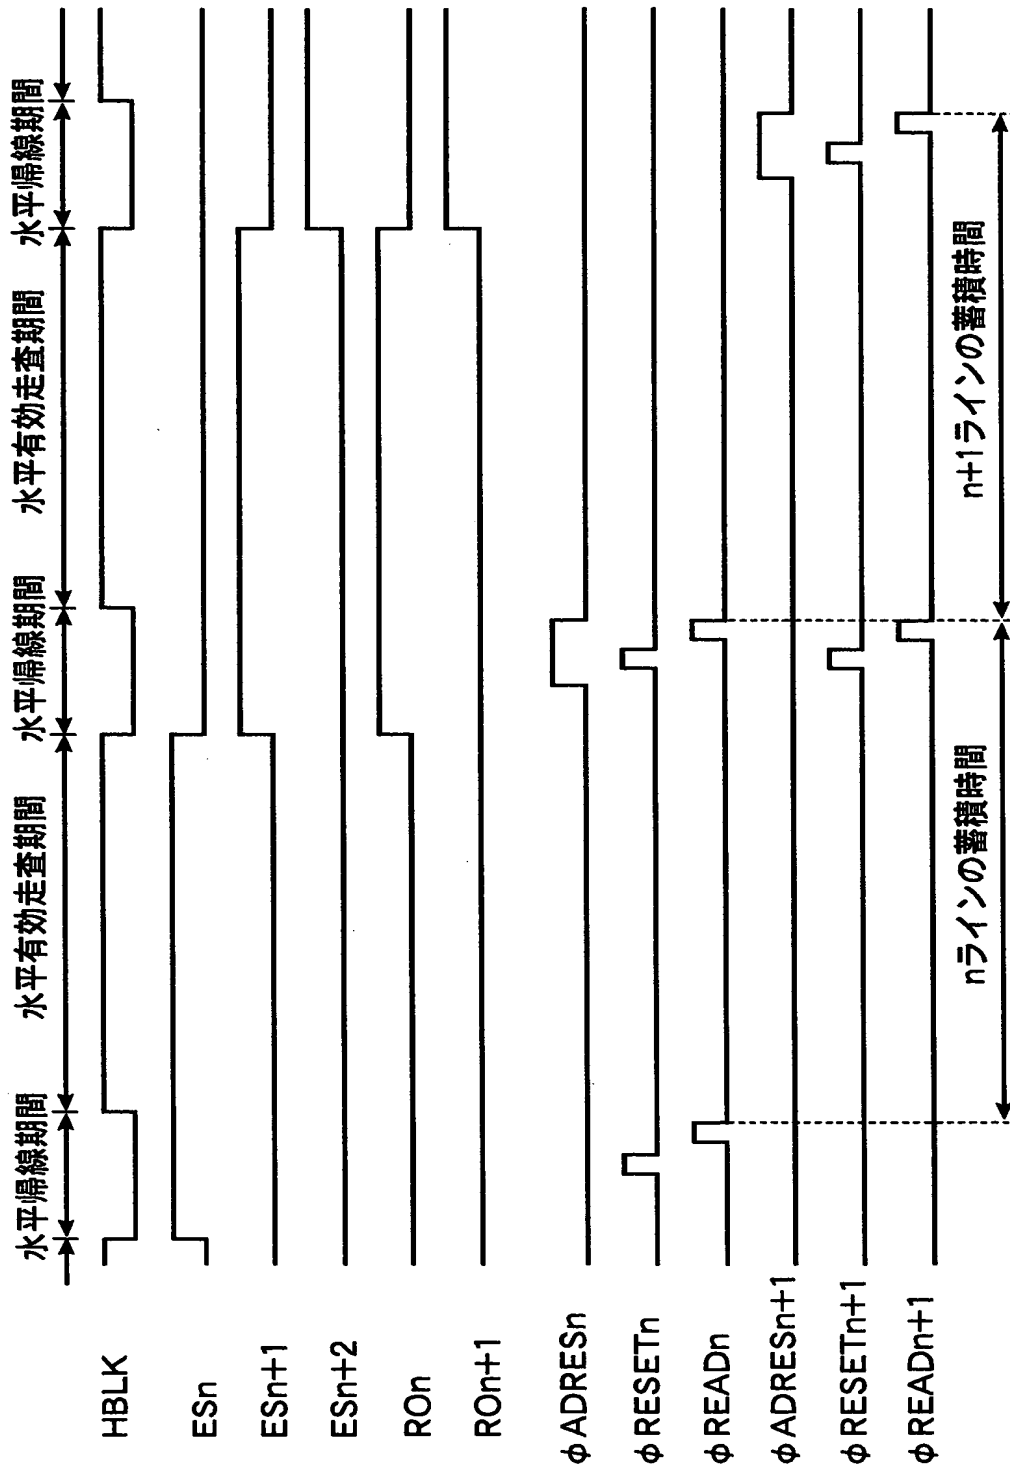 水平帰線期間
水平有効走査期間
水平帰線期間
水平有効走査期間
水平帰線期間
HBLK
ESn
ESn+1
ESn+2
ROn
ROn+1
φADRESn
φRESETn
φREADn
φADRESn+1
φRESETn+1
φREADn+1
nラインの蓄積時間
n+1ラインの蓄積時間